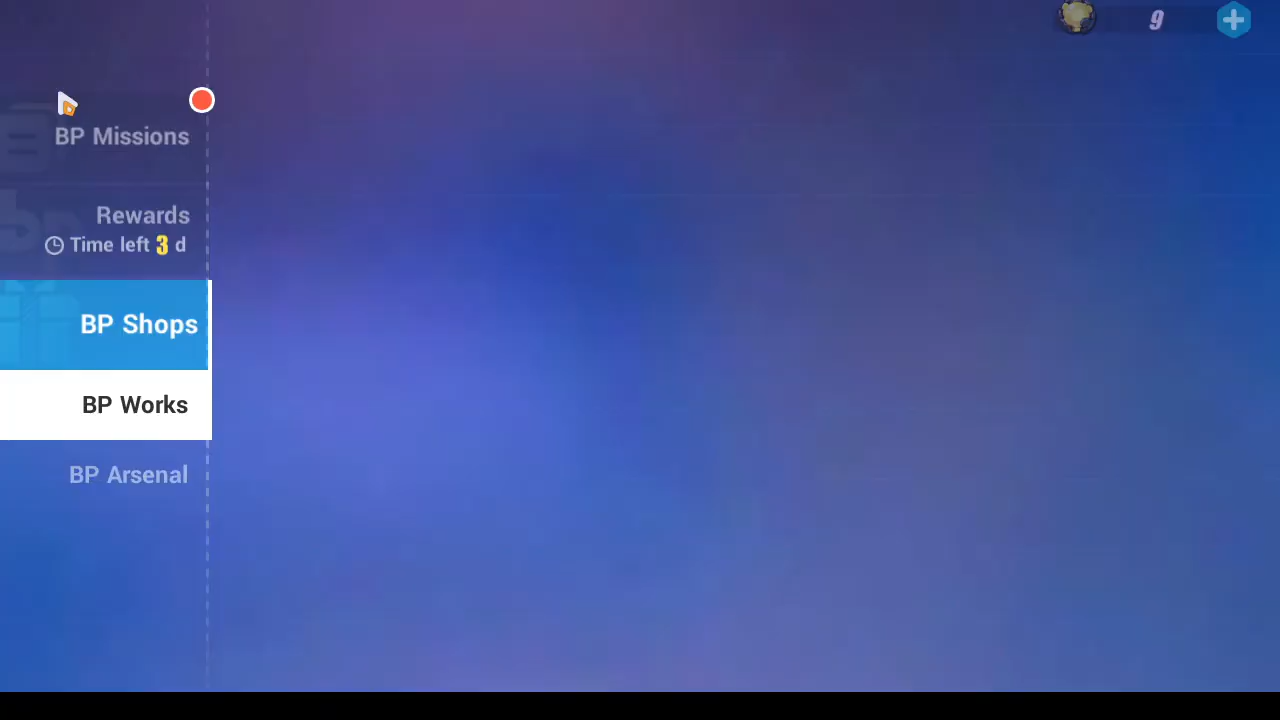 9
BP Missions
Rewards
Time left 3 d
BP Shops
BP Works
BP Arsenal